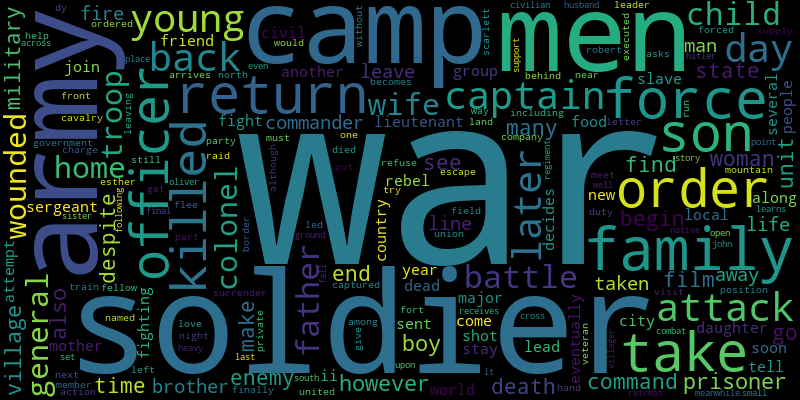 war
soldier
army
camp
men
family
force
officer
order
attack
take
son
return
captain
killed
later
young
child
day
back
wife
general
troop
wounded
military
village
home
father
battle
colonel
prisoner
command
death
however
boy
end
enemy
brother
time
despite
sergeant
join
fire
friend
leave
another
group
man
state
slave
several
people
unit
along
life
woman
find
many
food
lieutenant
commander
fight
see
rebel
line
country
year
dead
sent
major
come
shot
stay
lead
eventually
film
away
taken
begin
new
local
decides
city
daughter
go
soon
tell
world
ii
make
also
mother
fighting
attempt
civil
arrives
north
becomes
without
scarlett
support
executed
behind
near
robert
asks
hitler
civilian
husband
leader
forced
supply
run
including
way
land
company
refuse
escape
story
mountain
meet
well
duty
native
open
john
point
learns
position
visit
combat
villager
retreat
meanwhile
small
veteran
hand
united
south
lt
receives
cross
upon
fort
captured
among
give
private
surrender
led
ground
fall
field
union
regiment
try
one
died
must
although
put
party
raid
even
would
letter
border
part
flee
final
oliver
get
sister
esther
following
cavalry
charge
government
front
still
leaving
place
across
help
ordered
dy
train
fellow
named
love
night
heavy
last
finally
next
member
action
set
left